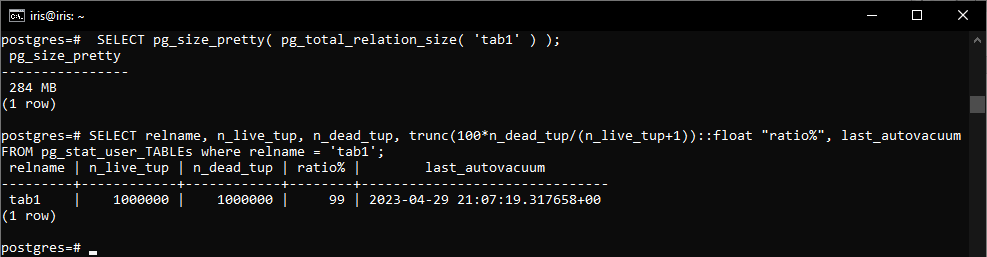 iris@iris: ~
postgres=#  SELECT pg_size_pretty( pg_total_relation_size( 'tab1' ) );
 pg_size_pretty
----------------
 284 MB
(1 row)

postgres=# SELECT relname, n_live_tup, n_dead_tup, trunc(100*n_dead_tup/(n_live_tup+1))::float "ratio%", last_autovacuum
FROM pg_stat_user_TABLEs where relname = 'tab1';
 relname | n_live_tup | n_dead_tup | ratio% |        last_autovacuum
---------+------------+------------+--------+-------------------------------
 tab1    |    1000000 |    1000000 |     99 | 2023-04-29 21:07:19.317658+00
(1 row)

postgres=#